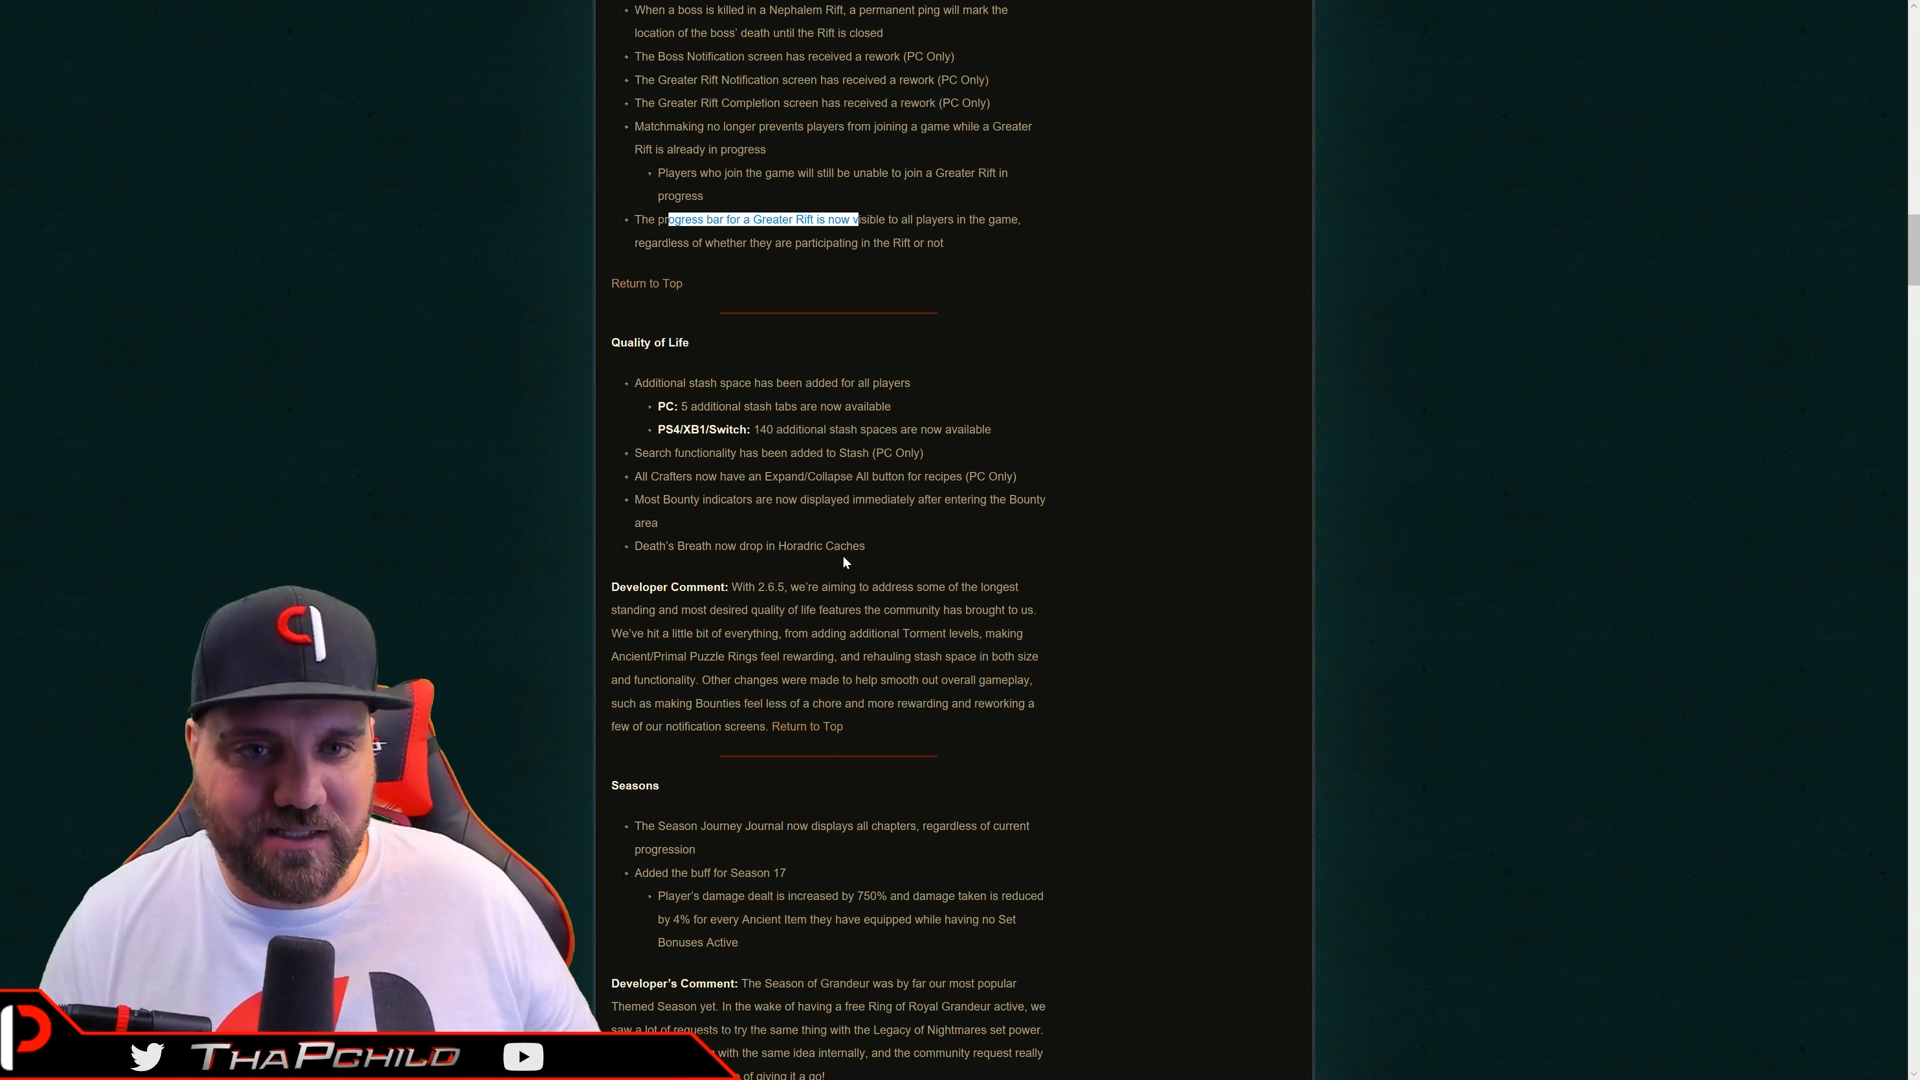 When a boss is killed in a Nephalem Rift, a permanent ping will mark the
location of the boss' death until the Rift is closed
The Boss Notification screen has received a rework (PC Only)
The Greater Rift Notification screen has received a rework (PC Only)
The Greater Rift Completion screen has received a rework (PC Only)
Matchmaking no longer prevents players from joining a game while a Greater
Rift is already in progress
Players who join the game will still be unable to join a Greater Rift in
progress
The progress bar for a Greater Rift is now visible to all players in the game,
regardless of whether they are participating in the Rift or not
Return to Top
Quality of Life
Additional stash space has been added for all players
PC: 5 additional stash tabs are now available
PS4/XB1/Switch: 140 additional stash spaces are now available
Search functionality has been added to Stash (PC Only)
All Crafters now have an Expand/Collapse All button for recipes (PC Only)
Most Bounty indicators are now displayed immediately after entering the Bounty
area
Death's Breath now drop in Horadric Caches
Developer Comment: With 2.6.5, we're aiming to address some of the longest
standing and most desired quality of life features the community has brought to us.
We've hit a little bit of everything, from adding additional Torment levels, making
Ancient/Primal Puzzle Rings feel rewarding, and rehauling stash space in both size
and functionality. Other changes were made to help smooth out overall gameplay,
such as making Bounties feel less of a chore and more rewarding and reworking a
few of our notification screens. Return to Top
Seasons
The Season Journey Journal now displays all chapters, regardless of current
progression
Added the buff for Season 17
Player's damage dealt is increased by 750% and damage taken is reduced
by 4% for every Ancient Item they have equipped while having no Set
Bonuses Active
Developer's Comment: The Season of Grandeur was by far our most popular
Themed Season yet. In the wake of having a free Ring of Royal Grandeur active, we
saw a lot of requests to try the same thing with the Legacy of Nightmares set power.
with the same idea internally, and the community request really
of giving it a go!
THAPCHILD